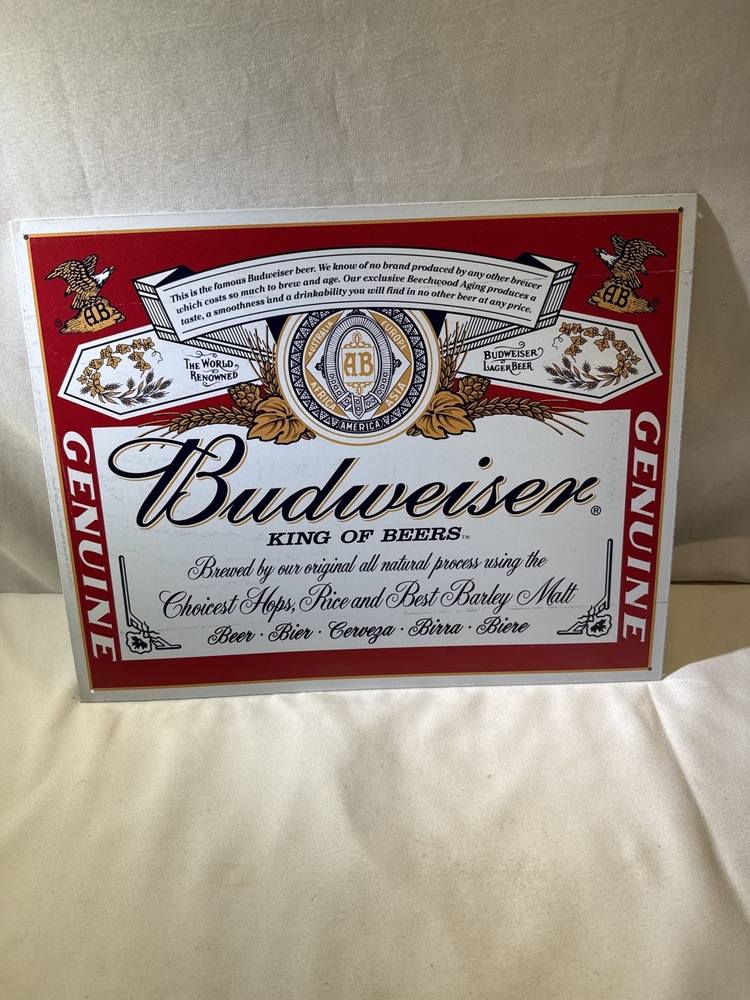 This is the famous Budweiser beer. We know of no brand produced by any other brewer
which costs so much to brew and age. Our exclusive Beechwood Aging produces a
taste, a smoothness and a drinkability you will find in no other beer at any price.
AB
AB
THE WORLD
RENOWNED
AUSTRALIA
EUROPE
AB
AFRICA
ASIA
AMERICA
BUDWEISER
LAGER BEER
GENUINE
Budweiser®
KING OF BEERS™
Brewed by our original all natural process using the
Choicest Hops, Rice and Best Barley Malt
Beer · Bier · Cerveza · Birra · Biere
GENUINE